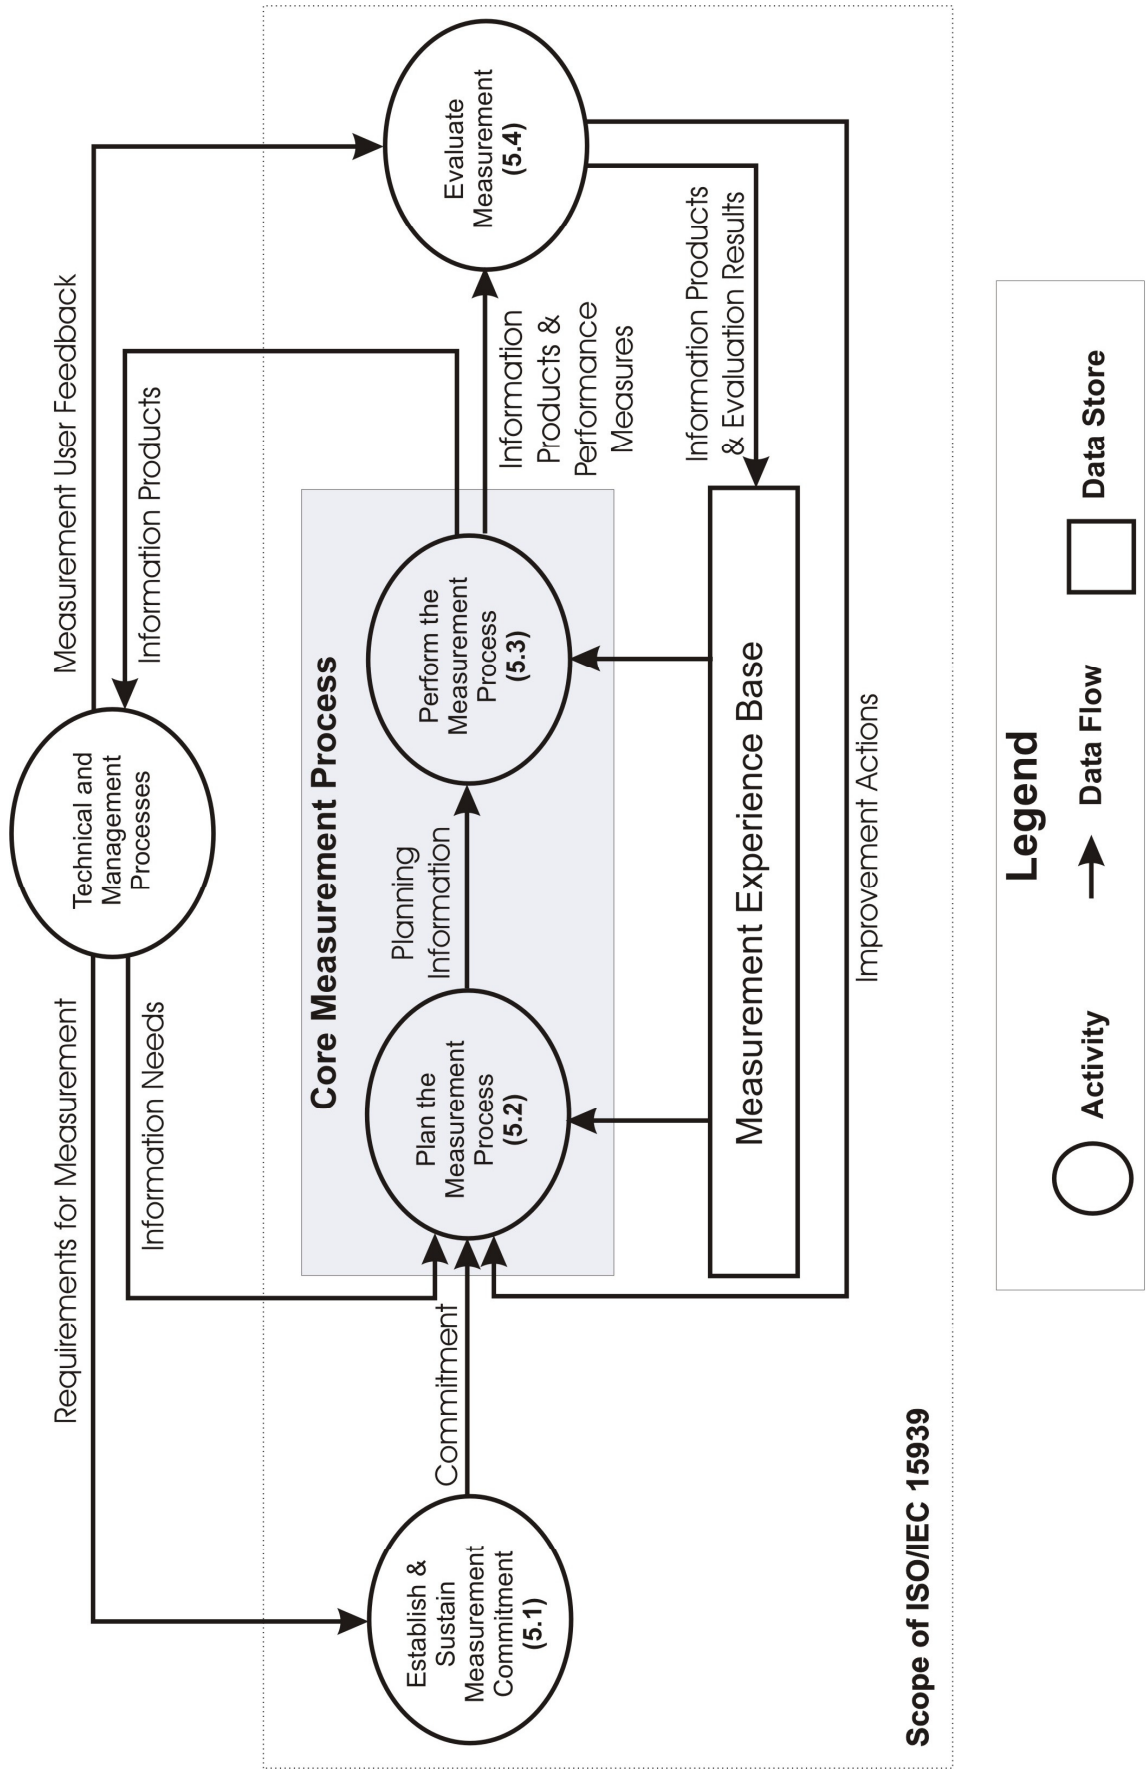 Technical and
Management
Processes
Requirements for Measurement
Measurement User Feedback
Information Needs
Information Products
Core Measurement Process
Establish &
Sustain
Measurement
Commitment
(5.1)
Commitment
Plan the
Measurement
Process
(5.2)
Planning
Information
Perform the
Measurement
Process
(5.3)
Information
Products &
Performance
Measures
Evaluate
Measurement
(5.4)
Information Products
& Evaluation Results
Measurement Experience Base
Improvement Actions
Scope of ISO/IEC 15939
Legend
Activity
Data Flow
Data Store